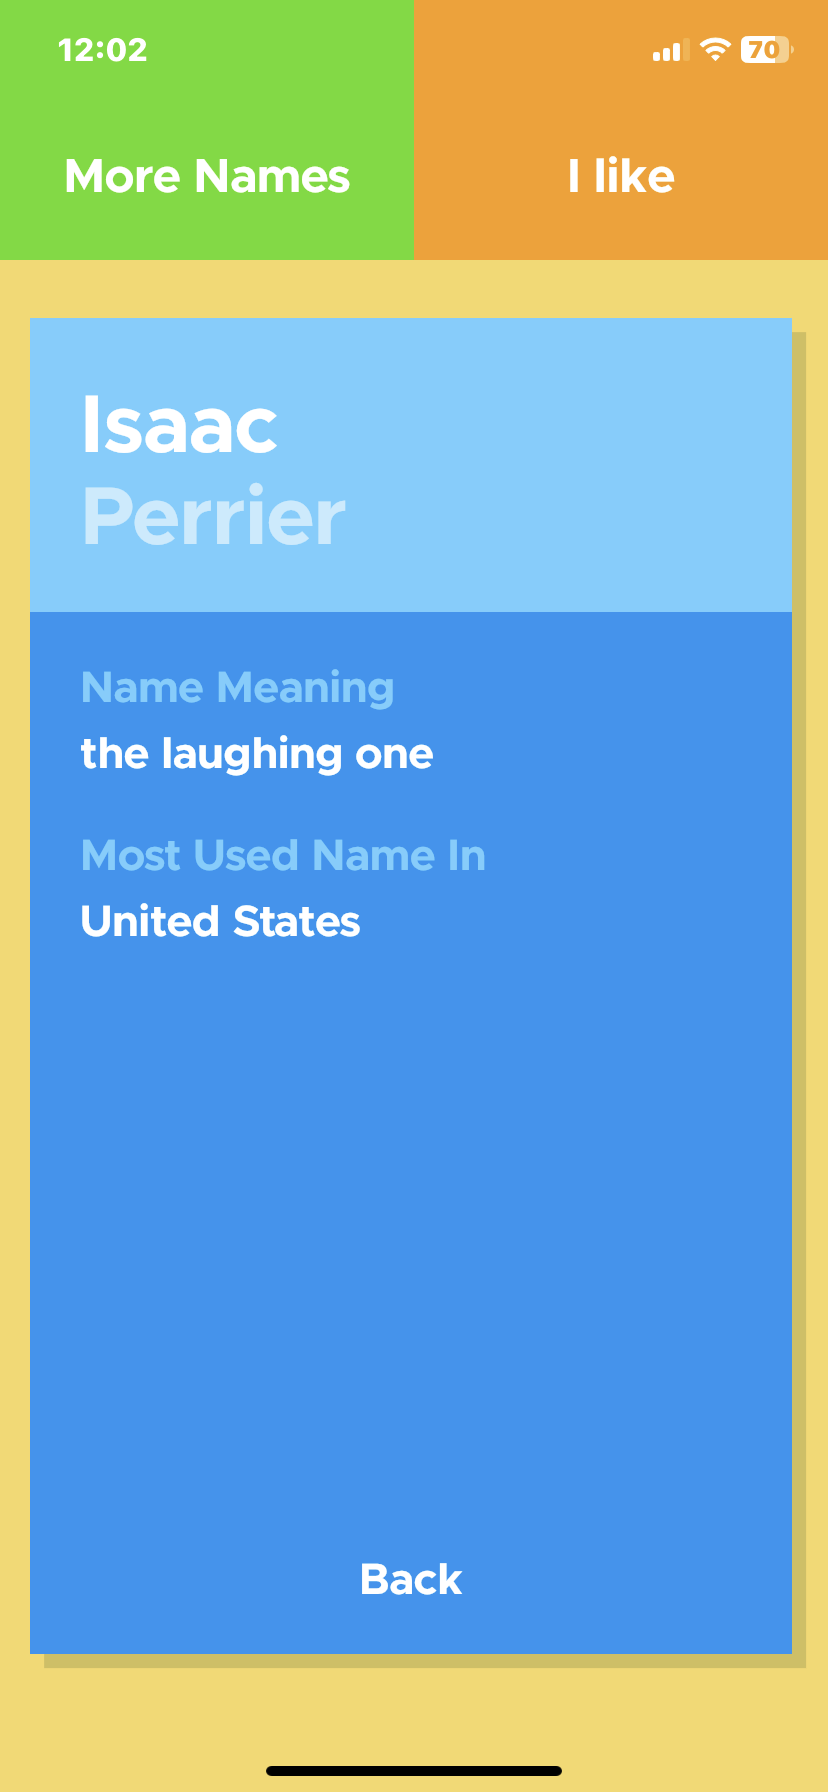 12:02
70
More Names
I like
Isaac
Perrier
Name Meaning
the laughing one
Most Used Name In
United States
Back